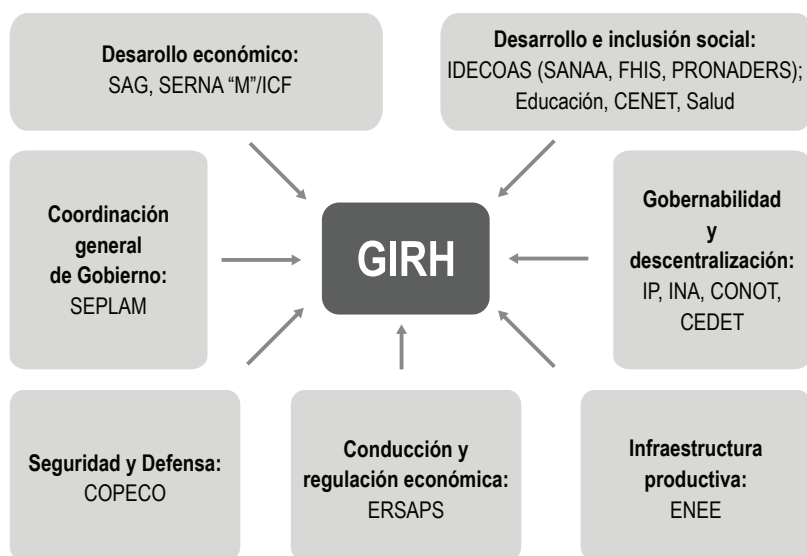 Desarollo económico:
SAG, SERNA “M”/ICF
Desarrollo e inclusión social:
IDECOAS (SANAA, FHIS, PRONADERS);
Educación, CENET, Salud
Coordinación
general
de Gobierno:
SEPLAM
GIRH
Gobernabilidad
y
descentralización:
IP, INA, CONOT,
CEDET
Seguridad y Defensa:
COPECO
Conducción y
regulación económica:
ERSAPS
Infraestructura
productiva:
ENEE